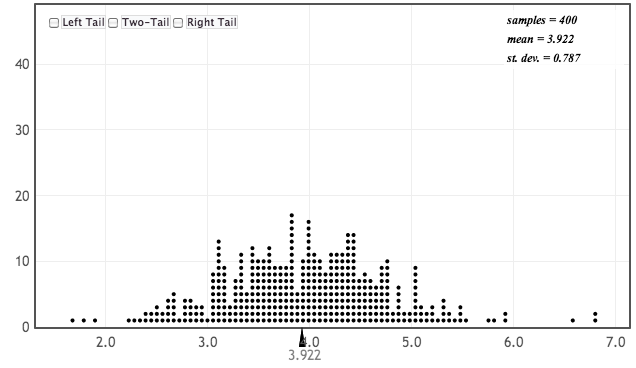 Left Tail Two-Tail Right Tail
samples = 400
mean = 3.922
st. dev. = 0.787
40
30
20
10
0
2.0 3.0 4.0 5.0 6.0 7.0
3.922